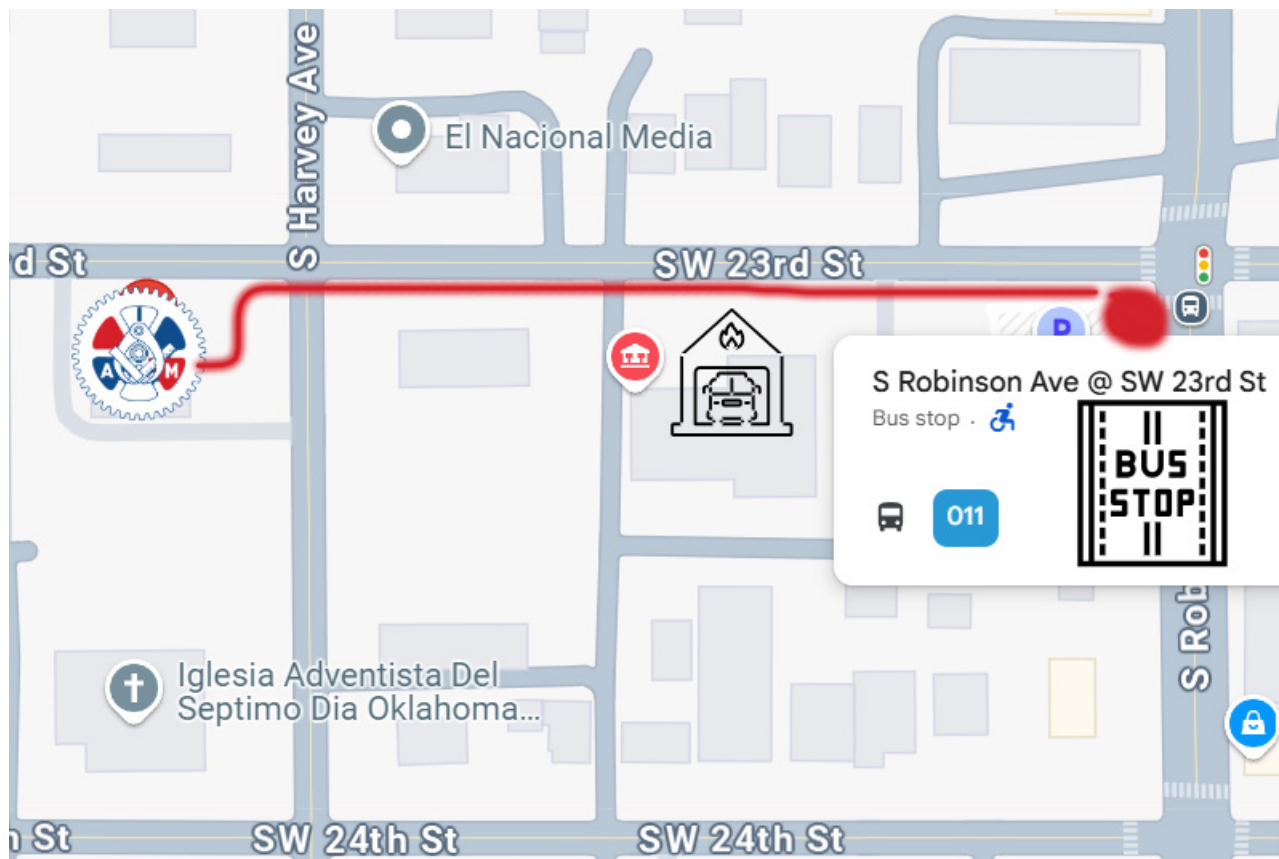 S Harvey Ave
El Nacional Media
d St
SW 23rd St
A M
P
S Robinson Ave @ SW 23rd St
Bus stop ·
BUS
STOP
011
S Rob
Iglesia Adventista Del
Septimo Dia Oklahoma...
n St
SW 24th St
SW 24th St